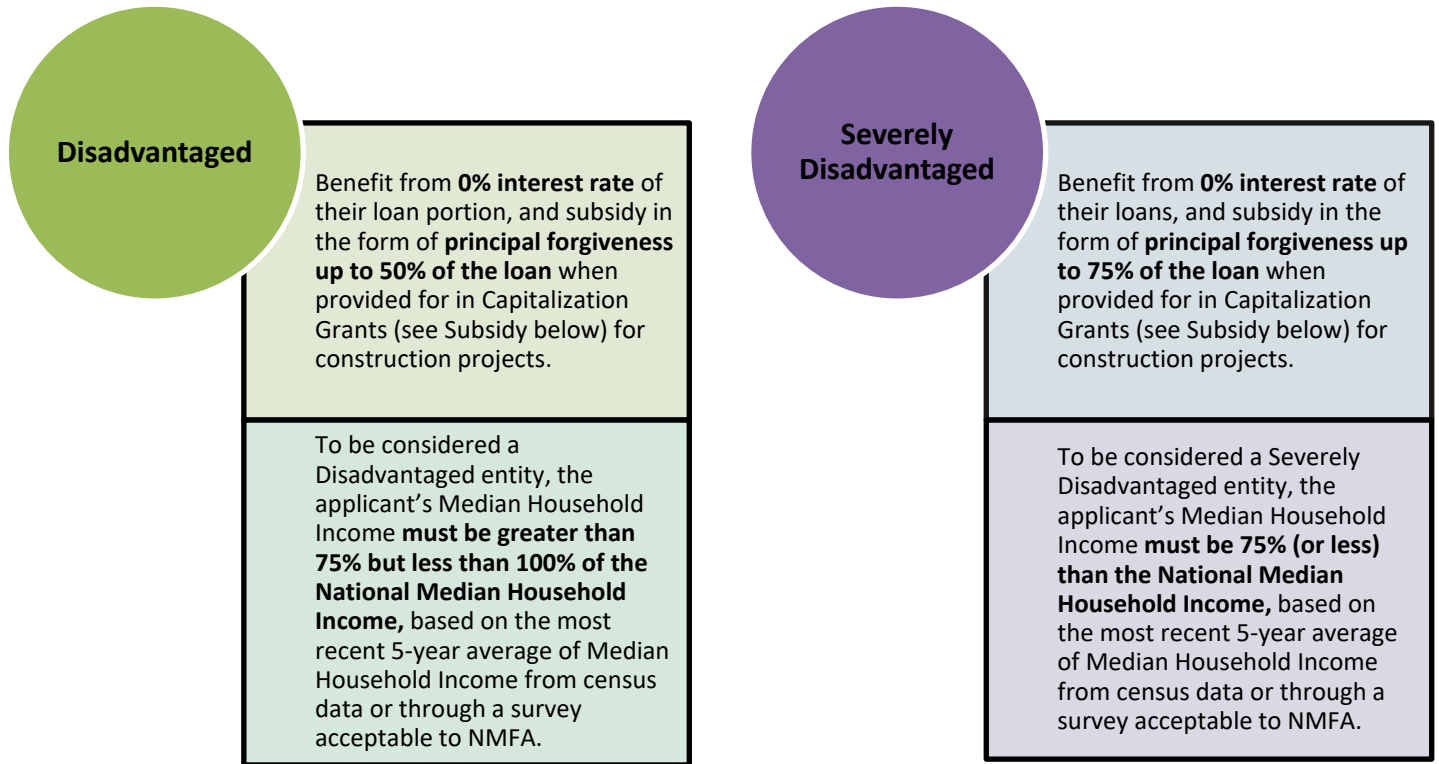 Disadvantaged
Benefit from 0% interest rate of
their loan portion, and subsidy in
the form of principal forgiveness
up to 50% of the loan when
provided for in Capitalization
Grants (see Subsidy below) for
construction projects.
To be considered a
Disadvantaged entity, the
applicant’s Median Household
Income must be greater than
75% but less than 100% of the
National Median Household
Income, based on the most
recent 5-year average of Median
Household Income from census
data or through a survey
acceptable to NMFA.
Severely
Disadvantaged
Benefit from 0% interest rate of
their loans, and subsidy in the
form of principal forgiveness up
to 75% of the loan when
provided for in Capitalization
Grants (see Subsidy below) for
construction projects.
To be considered a Severely
Disadvantaged entity, the
applicant’s Median Household
Income must be 75% (or less)
than the National Median
Household Income, based on
the most recent 5-year average
of Median Household Income
from census data or through a
survey acceptable to NMFA.